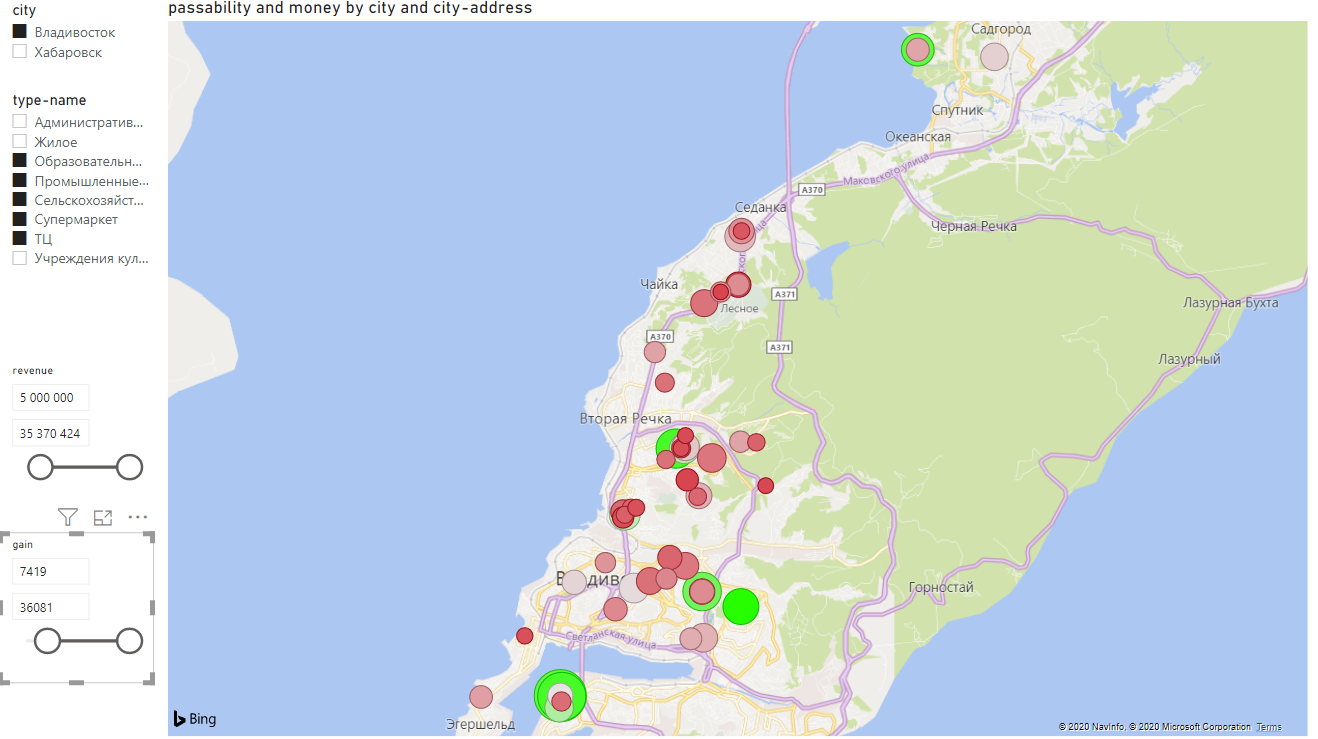 city
Владивосток
Хабаровск
type-name
Административ...
Жилое
Образовательн...
Промышленные...
Сельскохозяйст...
Супермаркет
ТЦ
Учреждения кул...
revenue
5 000 000
35 370 424
gain
7419
36081
passability and money by city and city-address
Садгород
Спутник
Океанская
Маковского улица
A370
Седанка
Черная Речка
Чайка
A371
Лесное
Лазурная Бухта
A370
A371
Лазурный
Вторая Речка
Горностай
Светланская улица
Эгершельд
Bing
© 2020 NavInfo, © 2020 Microsoft Corporation Terms